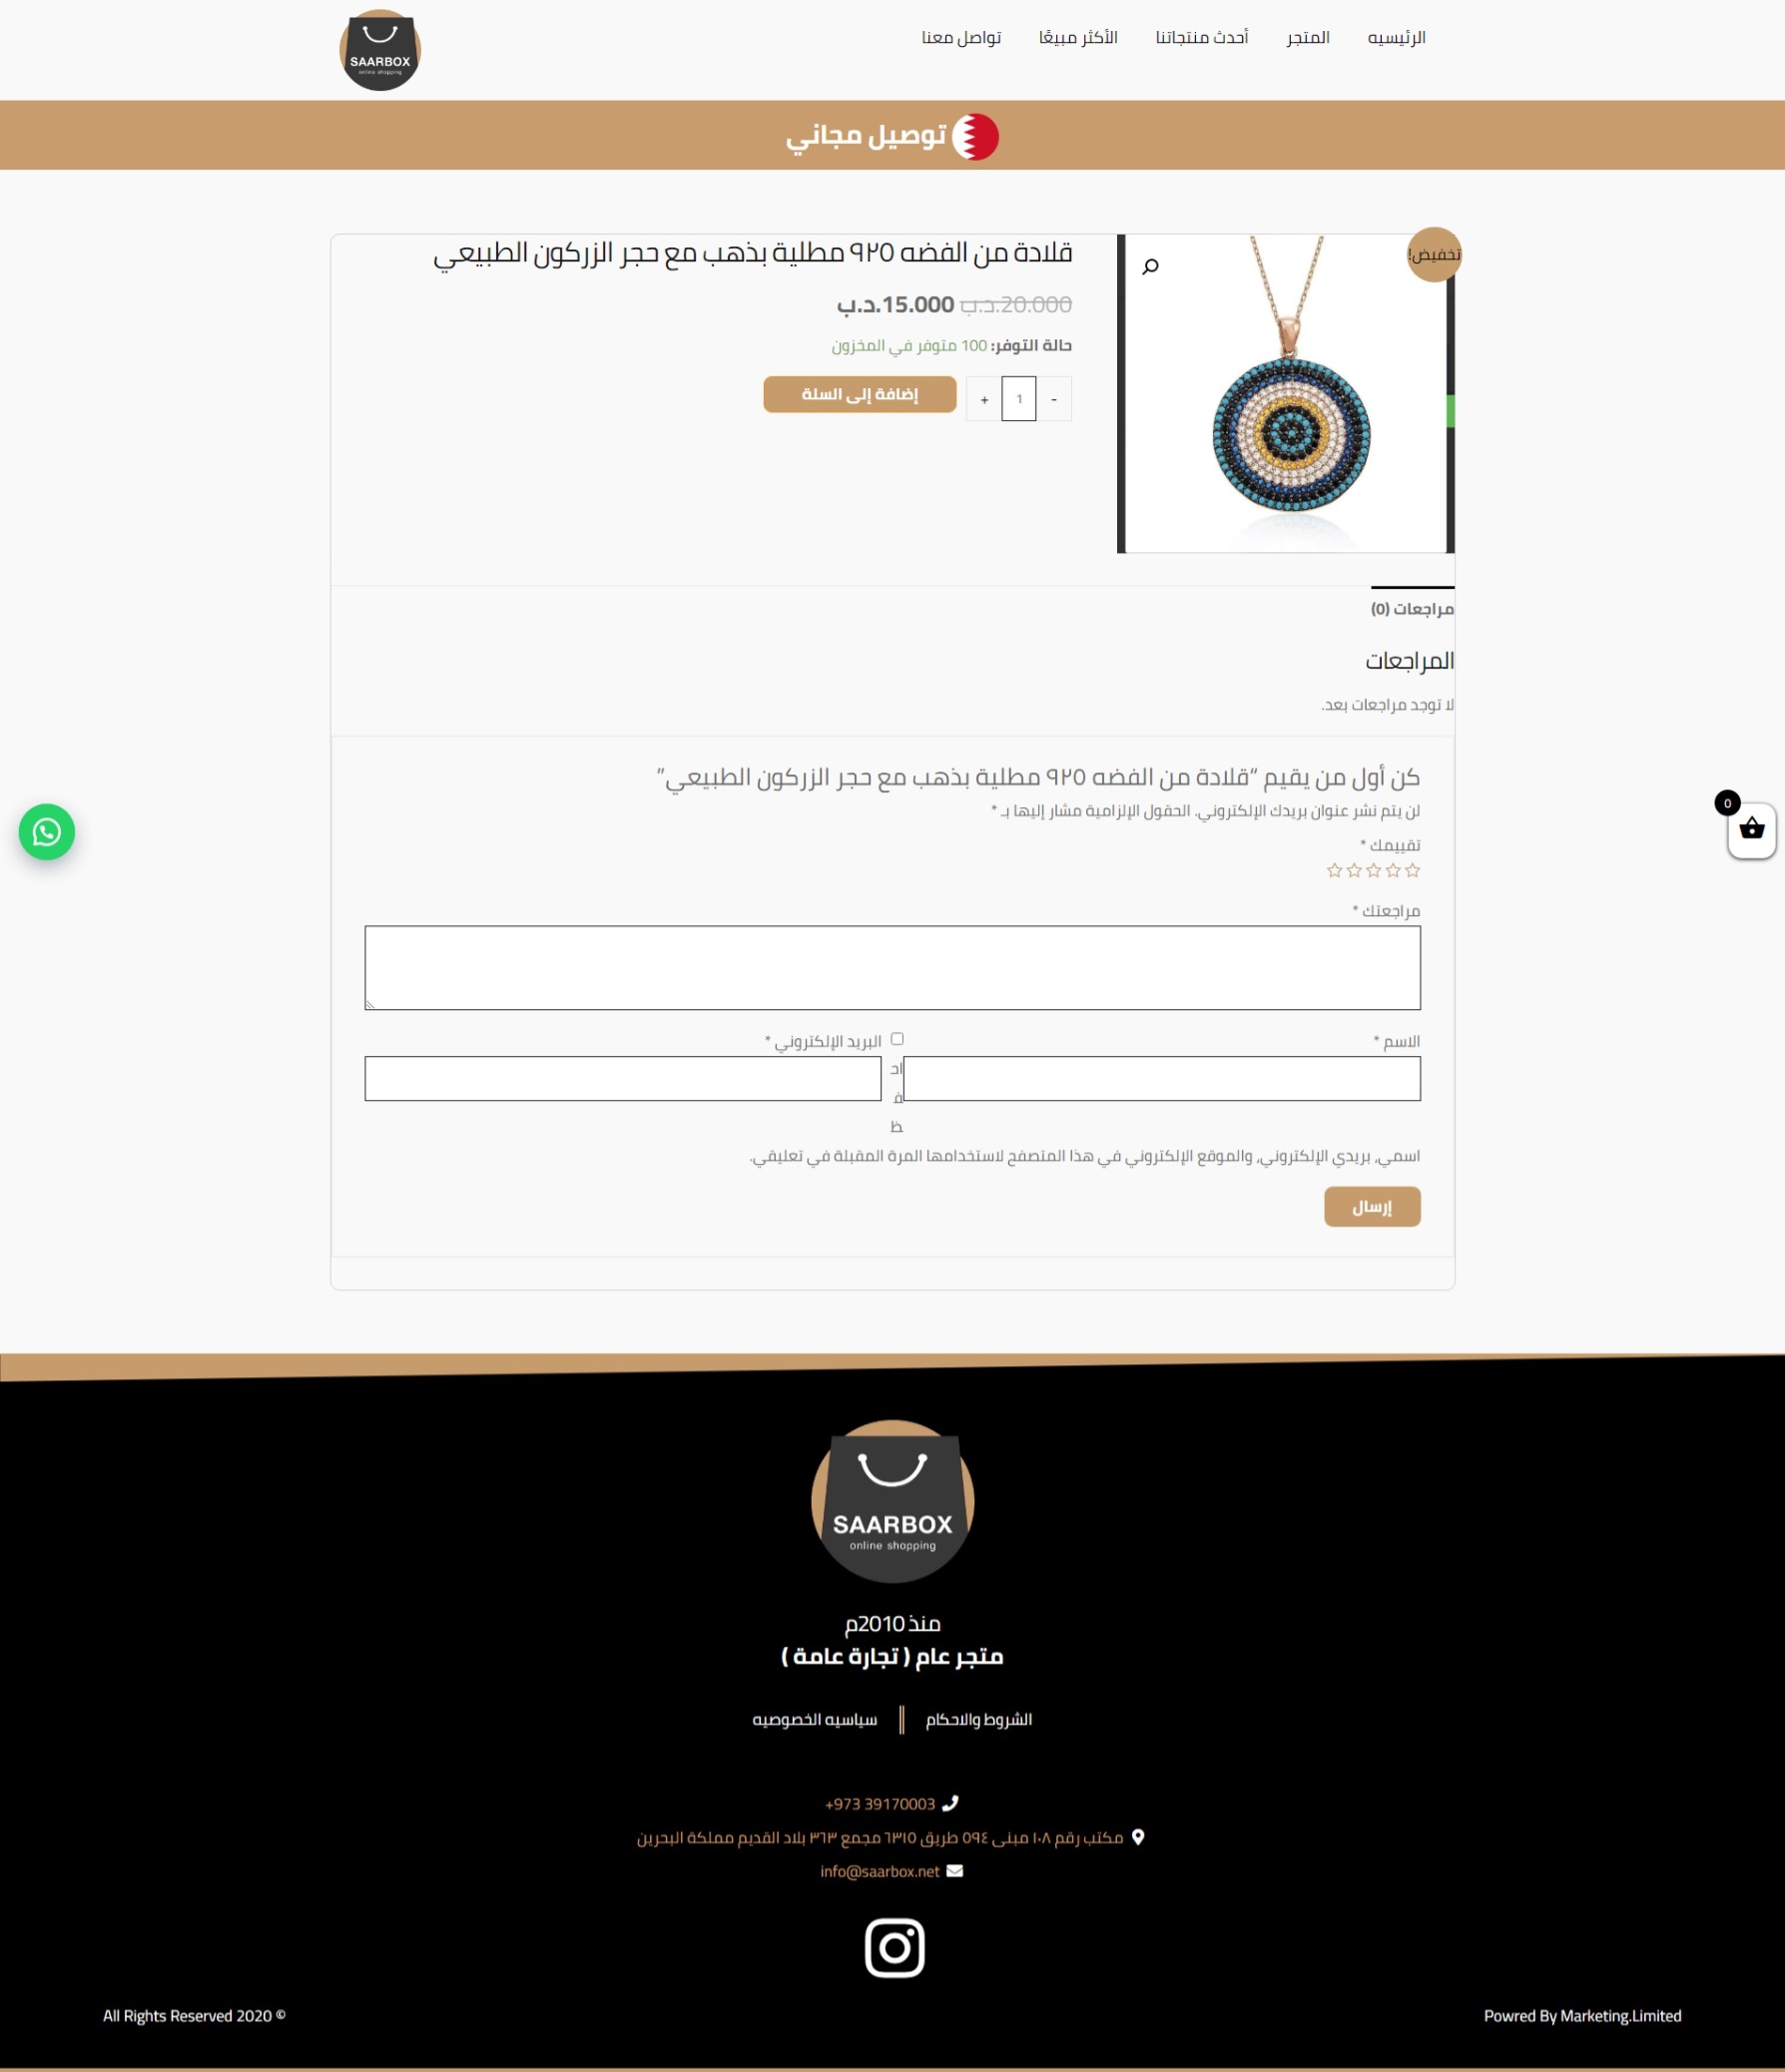 الرئيسيه
المتجر
أحدث منتجاتنا
الأكثر مبيعًا
تواصل معنا
SAARBOX
online shopping
توصيل مجاني
تخفيض!
قلادة من الفضه ٩٢٥ مطلية بذهب مع حجر الزركون الطبيعي
20.000.د.ب 15.000.د.ب
حالة التوفر: 100 متوفر في المخزون
- 1 +
إضافة إلى السلة
مراجعات (0)
المراجعات
لا توجد مراجعات بعد.
كن أول من يقيم “قلادة من الفضه ٩٢٥ مطلية بذهب مع حجر الزركون الطبيعي”
لن يتم نشر عنوان بريدك الإلكتروني. الحقول الإلزامية مشار إليها بـ *
تقييمك *
مراجعتك *
الاسم *
البريد الإلكتروني *
احفظ
اسمي، بريدي الإلكتروني، والموقع الإلكتروني في هذا المتصفح لاستخدامها المرة المقبلة في تعليقي.
إرسال
0
SAARBOX
online shopping
منذ 2010م
متجر عام ( تجارة عامة )
الشروط والاحكام
سياسيه الخصوصيه
+973 39170003
مكتب رقم ١٠٨ مبنى ٥٩٤ طريق ٦٣١٥ مجمع ٣٦٣ بلاد القديم مملكة البحرين
info@saarbox.net
All Rights Reserved 2020 ©
Powred By Marketing.Limited